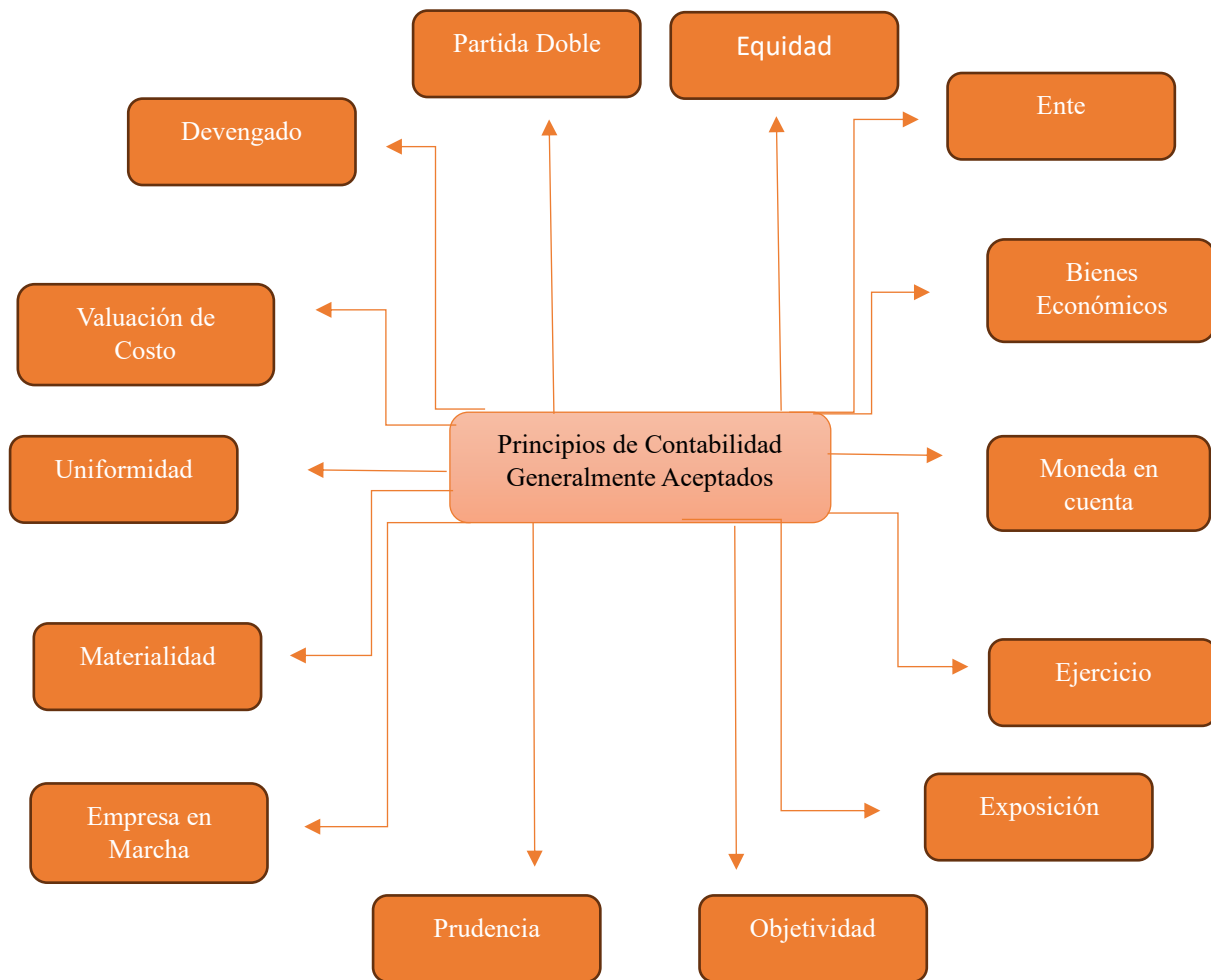 Partida Doble
Equidad
Ente
Devengado
Bienes
Económicos
Valuación de
Costo
Principios de Contabilidad
Generalmente Aceptados
Uniformidad
Moneda en
cuenta
Materialidad
Ejercicio
Exposición
Empresa en
Marcha
Prudencia
Objetividad